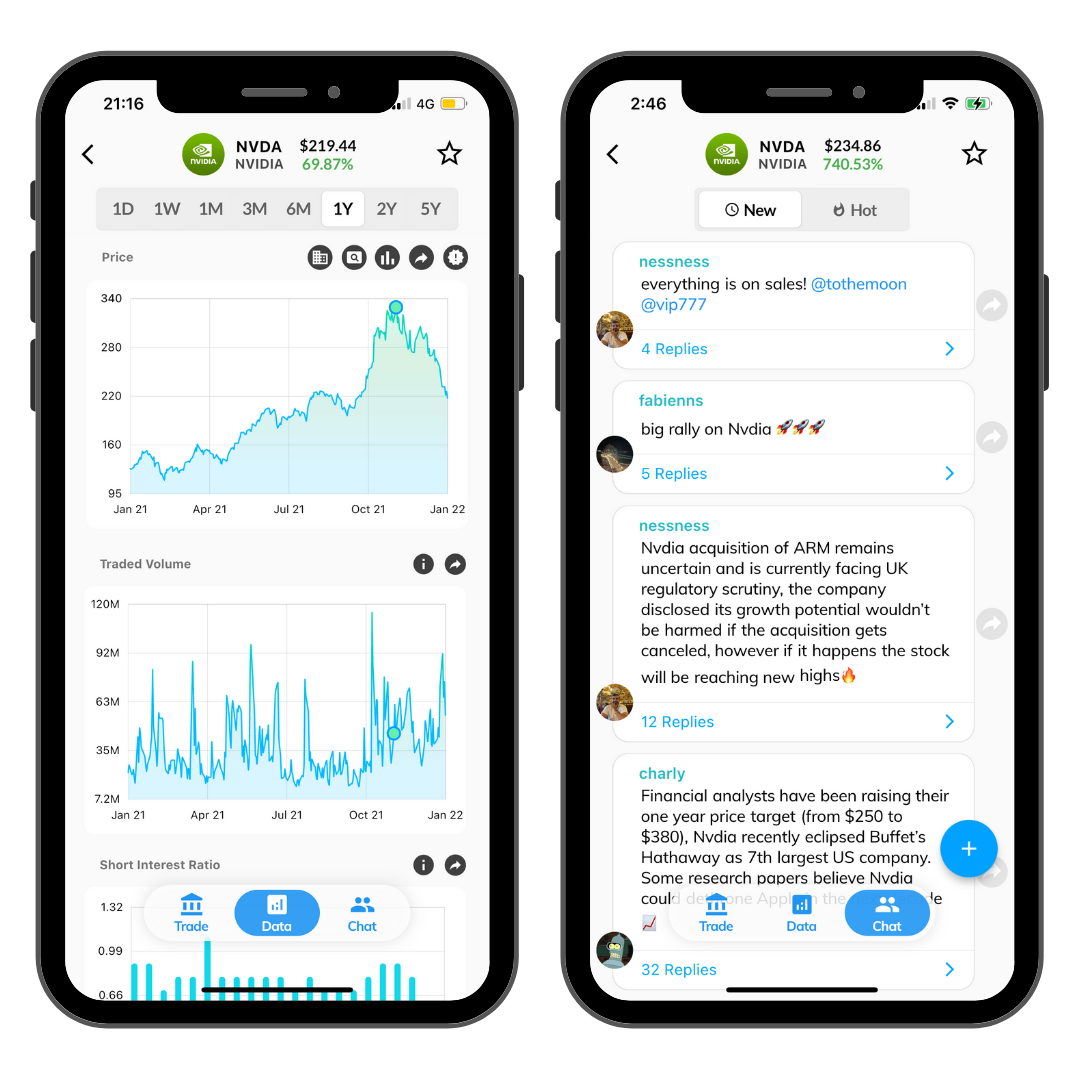 21:16
4G
NVIDIA
NVDA $219.44
NVIDIA 69.87%
1D 1W 1M 3M 6M 1Y 2Y 5Y
Price
340
280
220
160
95
Jan 21 Apr 21 Jul 21 Oct 21 Jan 22
Traded Volume
120M
92M
63M
35M
7.2M
Jan 21 Apr 21 Jul 21 Oct 21 Jan 22
Short Interest Ratio
1.32
0.99
0.66
Trade Data Chat
2:46
NVIDIA
NVDA $234.86
NVIDIA 740.53%
New Hot
nessness
everything is on sales! @tothemoon
@vip777
4 Replies
fabienns
big rally on Nvdia 🚀🚀🚀
5 Replies
nessness
Nvdia acquisition of ARM remains
uncertain and is currently facing UK
regulatory scrutiny, the company
disclosed its growth potential wouldn't
be harmed if the acquisition gets
canceled, however if it happens the stock
will be reaching new highs🔥
12 Replies
charly
Financial analysts have been raising their
one year price target (from $250 to
$380), Nvdia recently eclipsed Buffet's
Hathaway as 7th largest US company.
Some research papers believe Nvdia
could dethrone Apple in the
📈
Trade Data Chat
32 Replies